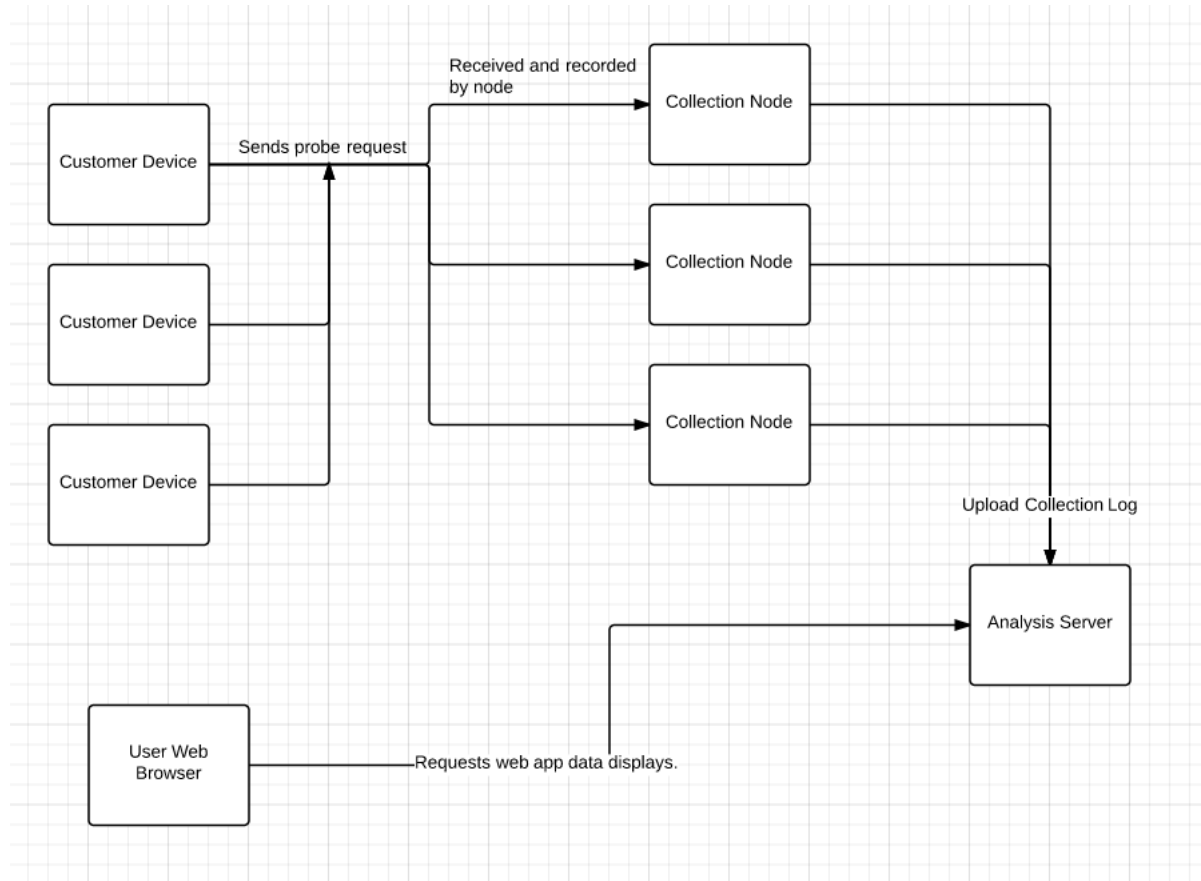 Received and recorded
by node
Collection Node
Sends probe request
Customer Device
Collection Node
Customer Device
Collection Node
Customer Device
Upload Collection Log
Analysis Server
User Web
Browser
Requests web app data displays.